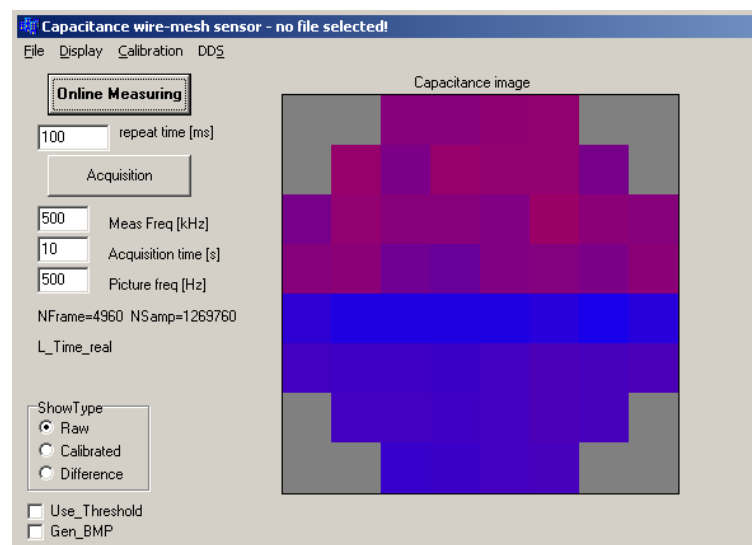 Capacitance wire-mesh sensor - no file selected!
File Display Calibration DDS
Online Measuring
Capacitance image
100 repeat time [ms]
Acquisition
500 Meas Freq [kHz]
10 Acquisition time [s]
500 Picture freq [Hz]
NFrame=4960 NSamp=1269760
L_Time_real
ShowType
Raw
Calibrated
Difference
Use_Threshold
Gen_BMP